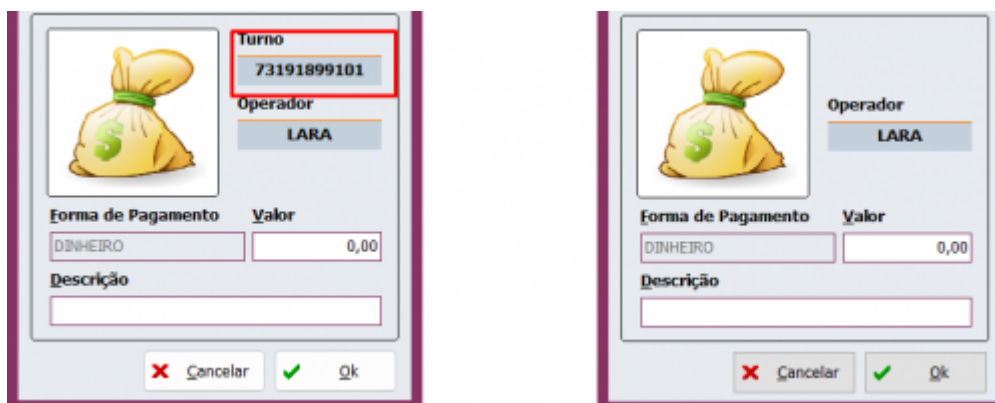 Turno
73191899101
Operador
LARA
Forma de Pagamento Valor
DINHEIRO 0,00
Descrição
Cancelar Ok
Operador
LARA
Forma de Pagamento Valor
DINHEIRO 0,00
Descrição
Cancelar Ok